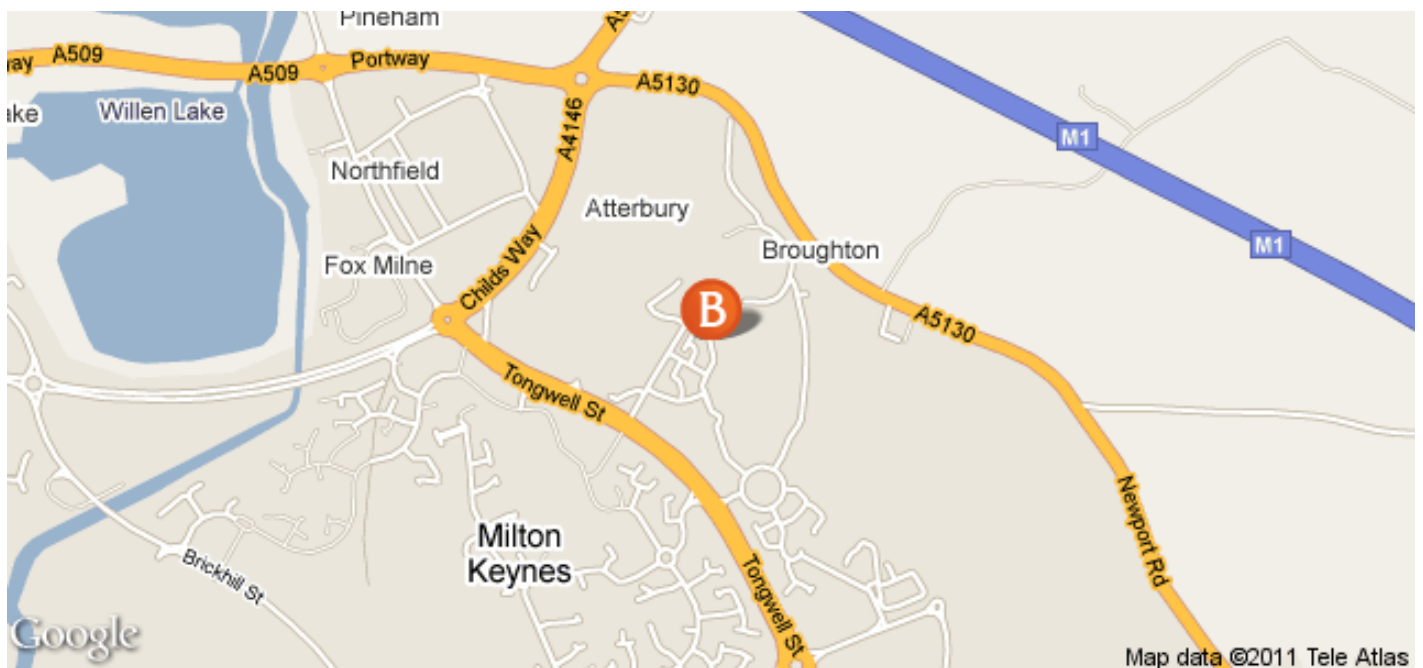 Pineham
A509
A509
Portway
A5130
Willen Lake
A4146
M1
Northfield
Atterbury
Broughton
M1
Fox Milne
Childs Way
B
A5130
Tongwell St
Newport Rd
Milton
Keynes
Brickhill St
Tongwell St
Google
Map data ©2011 Tele Atlas